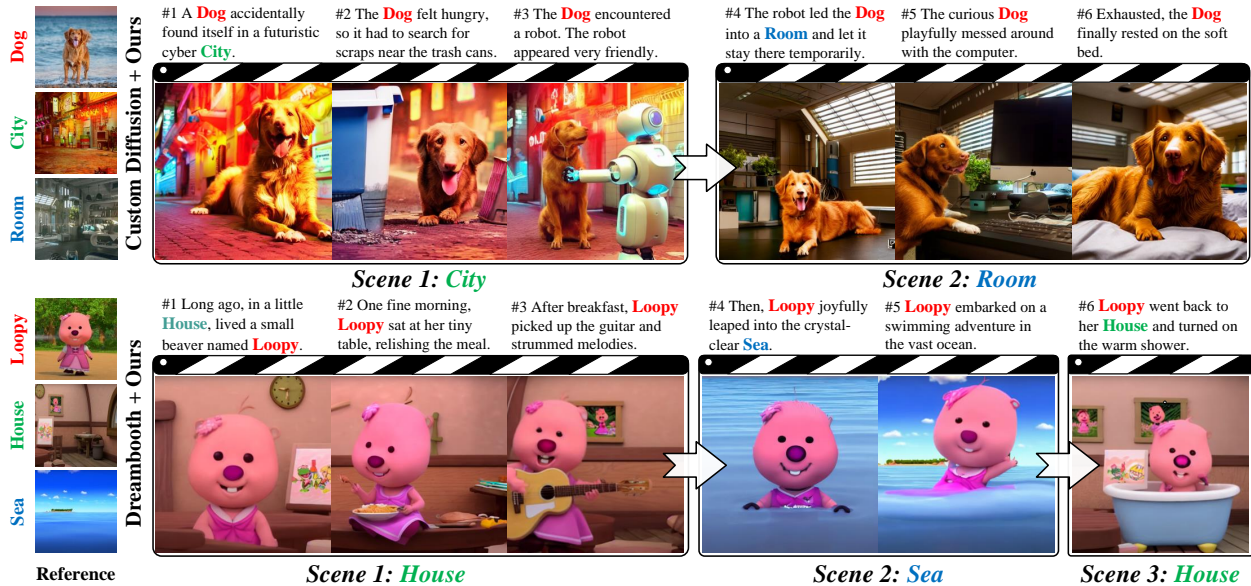 Dog
City
Room
Custom Diffusion + Ours
#1 A Dog accidentally
found itself in a futuristic
cyber City.
#2 The Dog felt hungry,
so it had to search for
scraps near the trash cans.
#3 The Dog encountered
a robot. The robot
appeared very friendly.
#4 The robot led the Dog
into a Room and let it
stay there temporarily.
#5 The curious Dog
playfully messed around
with the computer.
#6 Exhausted, the Dog
finally rested on the soft
bed.
Scene 1: City
Scene 2: Room
Loopy
House
Sea
Reference
Dreambooth + Ours
#1 Long ago, in a little
House, lived a small
beaver named Loopy.
#2 One fine morning,
Loopy sat at her tiny
table, relishing the meal.
#3 After breakfast, Loopy
picked up the guitar and
strummed melodies.
#4 Then, Loopy joyfully
leaped into the crystal-
clear Sea.
#5 Loopy embarked on a
swimming adventure in
the vast ocean.
#6 Loopy went back to
her House and turned on
the warm shower.
Scene 1: House
Scene 2: Sea
Scene 3: House